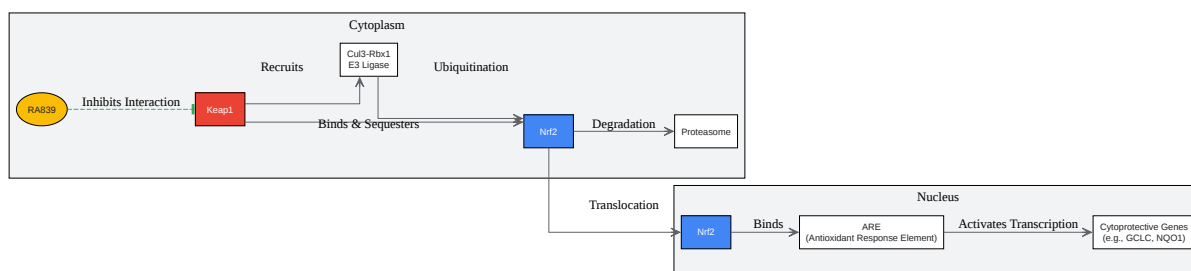 Cytoplasm
Cul3-Rbx1
E3 Ligase
Recruits
Ubiquitination
RA839
Inhibits Interaction
Keap1
Binds & Sequesters
Nrf2
Degradation
Proteasome
Translocation
Nucleus
Nrf2
Binds
ARE
(Antioxidant Response Element)
Activates Transcription
Cytoprotective Genes
(e.g., GCLC, NQO1)